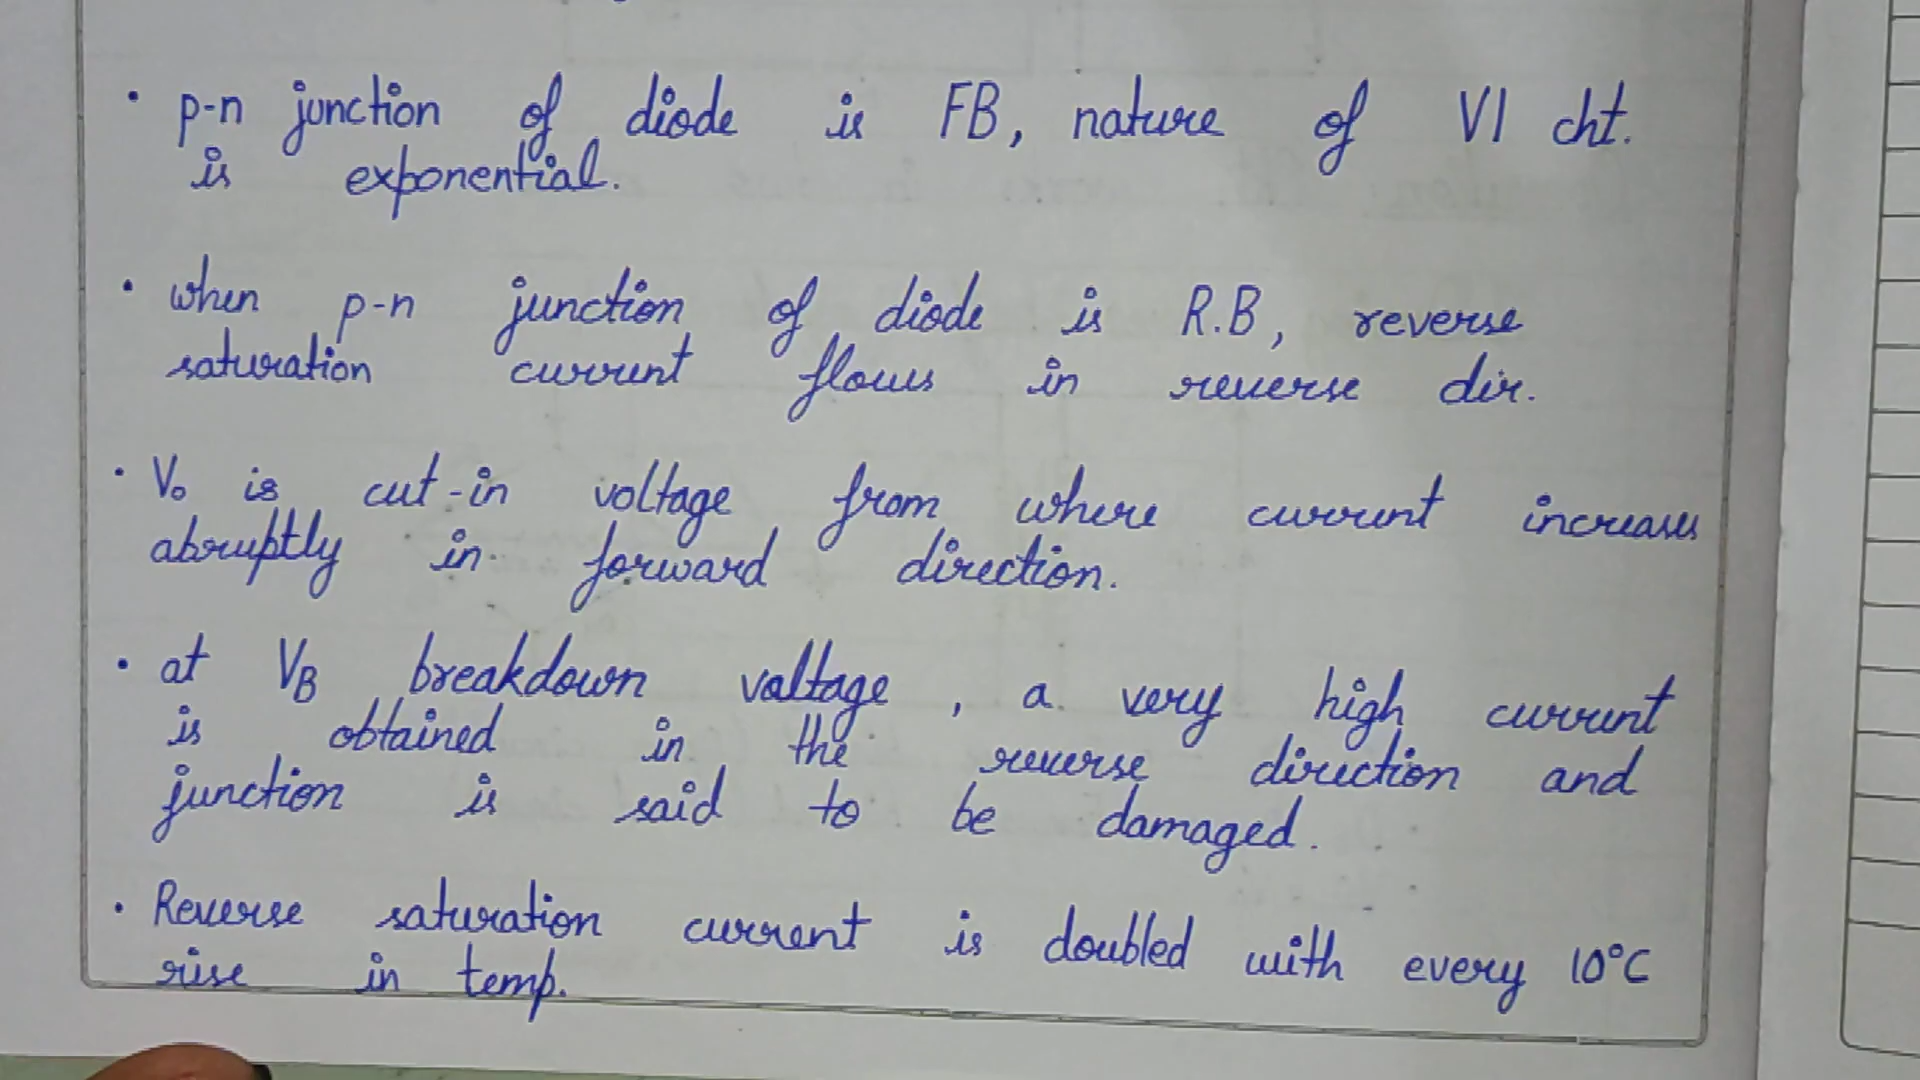 • p-n junction of diode is FB, nature of VI cht.
is exponential.
• when p-n junction of diode is R.B, reverse
saturation current flows in reverse dir.
• V₀ is cut-in voltage from where current increases
abruptly in forward direction.
• at VB breakdown voltage, a very high current
is obtained in the reverse direction and
junction is said to be damaged.
• Reverse saturation current is doubled with every 10°C
rise in temp.